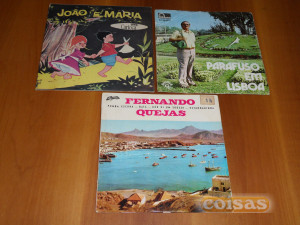 JOÃO E MARIA
PARAFUSO
EM
LISBOA
FERNANDO
QUEJAS
coisas